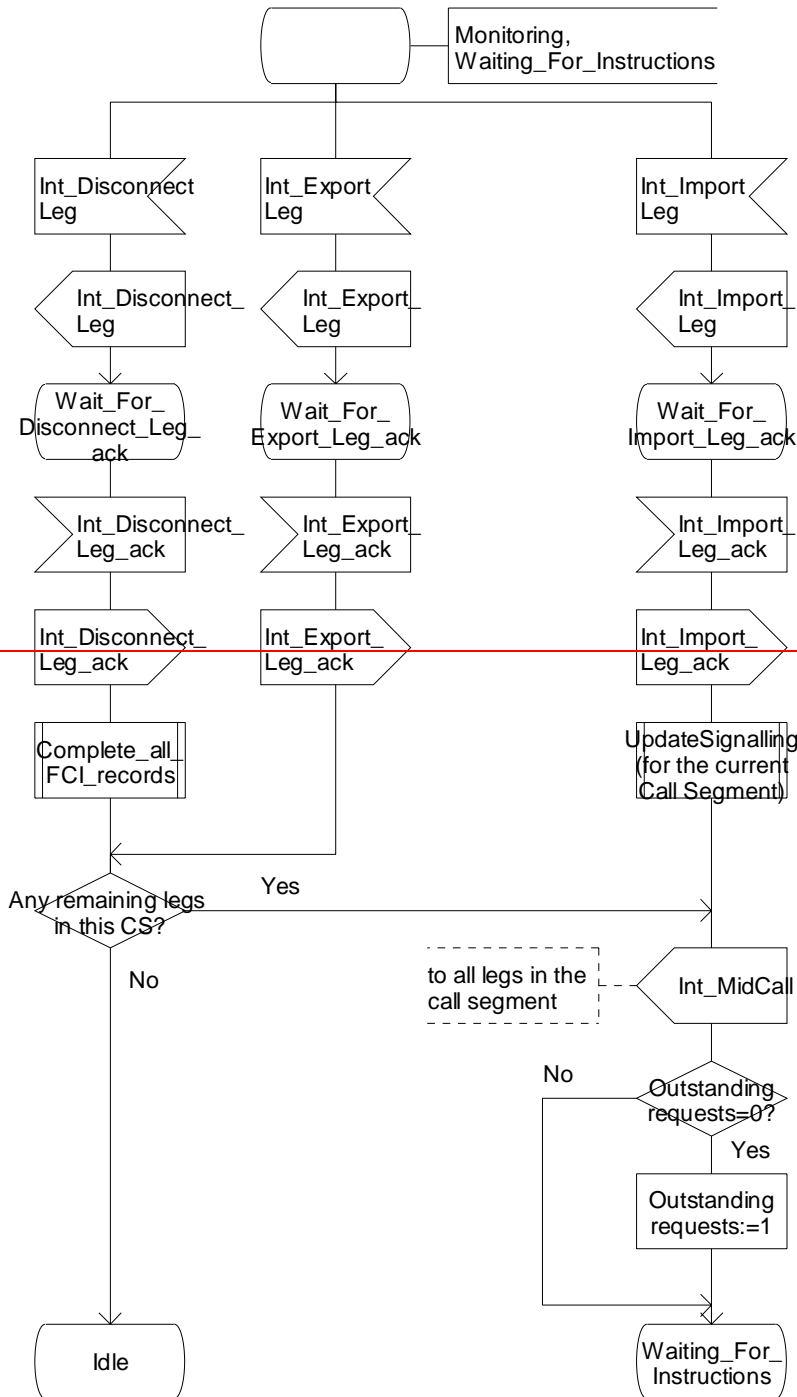 Monitoring,
Waiting_For_Instructions
Int_Disconnect
Leg
Int_Export
Leg
Int_Import
Leg
Int_Disconnect_
Leg
Int_Export_
Leg
Int_Import_
Leg
Wait_For_
Disconnect_Leg_
ack
Wait_For_
Export_Leg_ack
Wait_For_
Import_Leg_ack
Int_Disconnect_
Leg_ack
Int_Export_
Leg_ack
Int_Import_
Leg_ack
Int_Disconnect_
Leg_ack
Int_Export_
Leg_ack
Int_Import_
Leg_ack
Complete_all_
FCI_records
UpdateSignalling
(for the current
Call Segment)
Any remaining legs
in this CS?
Yes
No
to all legs in the
call segment
Int_MidCall
No
Outstanding
requests=0?
Yes
Outstanding
requests:=1
Idle
Waiting_For_
Instructions